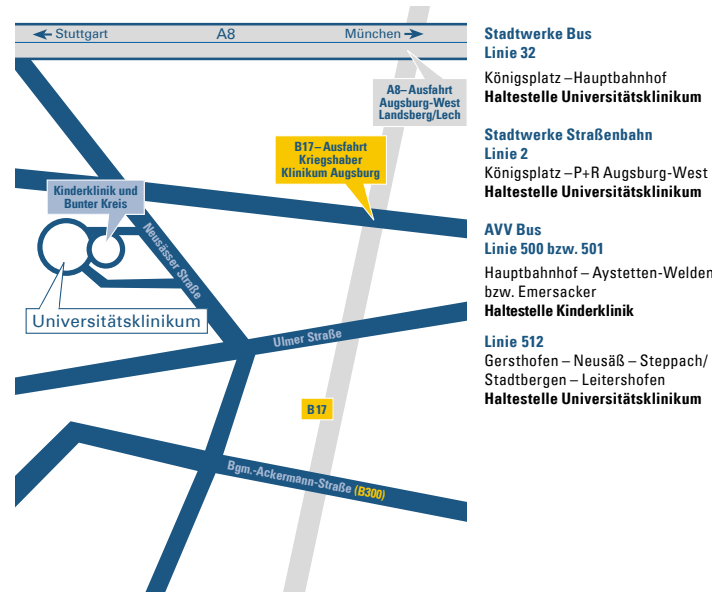 Stuttgart
A8
München
A8–Ausfahrt
Augsburg-West
Landsberg/Lech
B17–Ausfahrt
Kriegshaber
Klinikum Augsburg
Kinderklinik und
Bunter Kreis
Neusässer Straße
Universitätsklinikum
Ulmer Straße
B17
Bgm.-Ackermann-Straße (B300)
Stadtwerke Bus
Linie 32
Königsplatz – Hauptbahnhof
Haltestelle Universitätsklinikum
Stadtwerke Straßenbahn
Linie 2
Königsplatz – P+R Augsburg-West
Haltestelle Universitätsklinikum
AVV Bus
Linie 500 bzw. 501
Hauptbahnhof – Aystetten-Welden
bzw. Emersacker
Haltestelle Kinderklinik
Linie 512
Gersthofen – Neusäß – Steppach/
Stadtbergen – Leitershofen
Haltestelle Universitätsklinikum